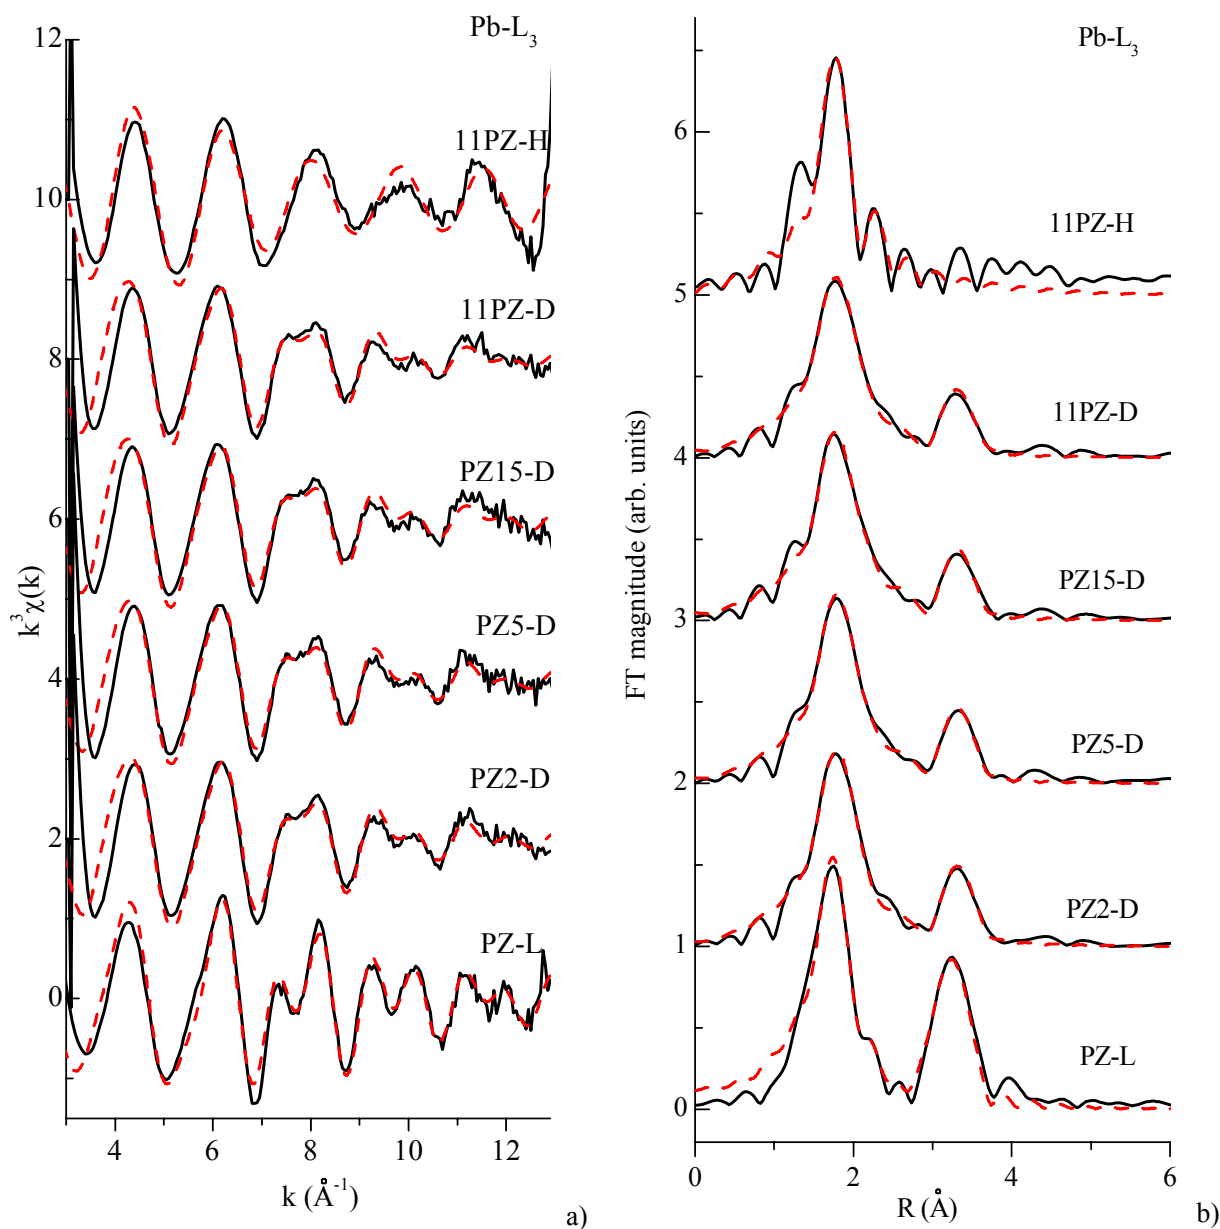 Pb-L₃
12
11PZ-H
10
11PZ-D
8
PZ15-D
6
PZ5-D
4
PZ2-D
2
PZ-L
0
k³χ(k)
4 6 8 10 12
k (Å⁻¹)
a)
Pb-L₃
6
11PZ-H
5
11PZ-D
4
PZ15-D
3
PZ5-D
2
PZ2-D
1
PZ-L
0
FT magnitude (arb. units)
0 2 4 6
R (Å)
b)